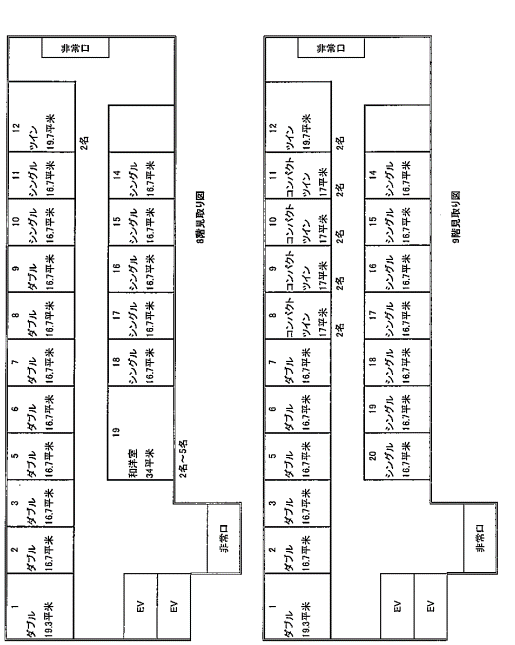 非常口
1
ダブル
19.3平米
2
ダブル
16.7平米
3
ダブル
16.7平米
5
ダブル
16.7平米
6
ダブル
16.7平米
7
ダブル
16.7平米
8
ダブル
16.7平米
9
ダブル
16.7平米
10
シングル
16.7平米
11
シングル
16.7平米
12
ツイン
19.7平米
2名
19
和洋室
34平米
2名～5名
18
シングル
16.7平米
17
シングル
16.7平米
16
シングル
16.7平米
15
シングル
16.7平米
14
シングル
16.7平米
EV
EV
非常口
8階見取り図
非常口
1
ダブル
19.3平米
2
ダブル
16.7平米
3
ダブル
16.7平米
5
ダブル
16.7平米
6
ダブル
16.7平米
7
ダブル
16.7平米
8
コンパクト
ツイン
17平米
2名
9
コンパクト
ツイン
17平米
2名
10
コンパクト
ツイン
17平米
2名
11
コンパクト
ツイン
17平米
2名
12
ツイン
19.7平米
2名
20
シングル
16.7平米
19
シングル
16.7平米
18
シングル
16.7平米
17
シングル
16.7平米
16
シングル
16.7平米
15
シングル
16.7平米
14
シングル
16.7平米
EV
EV
非常口
9階見取り図